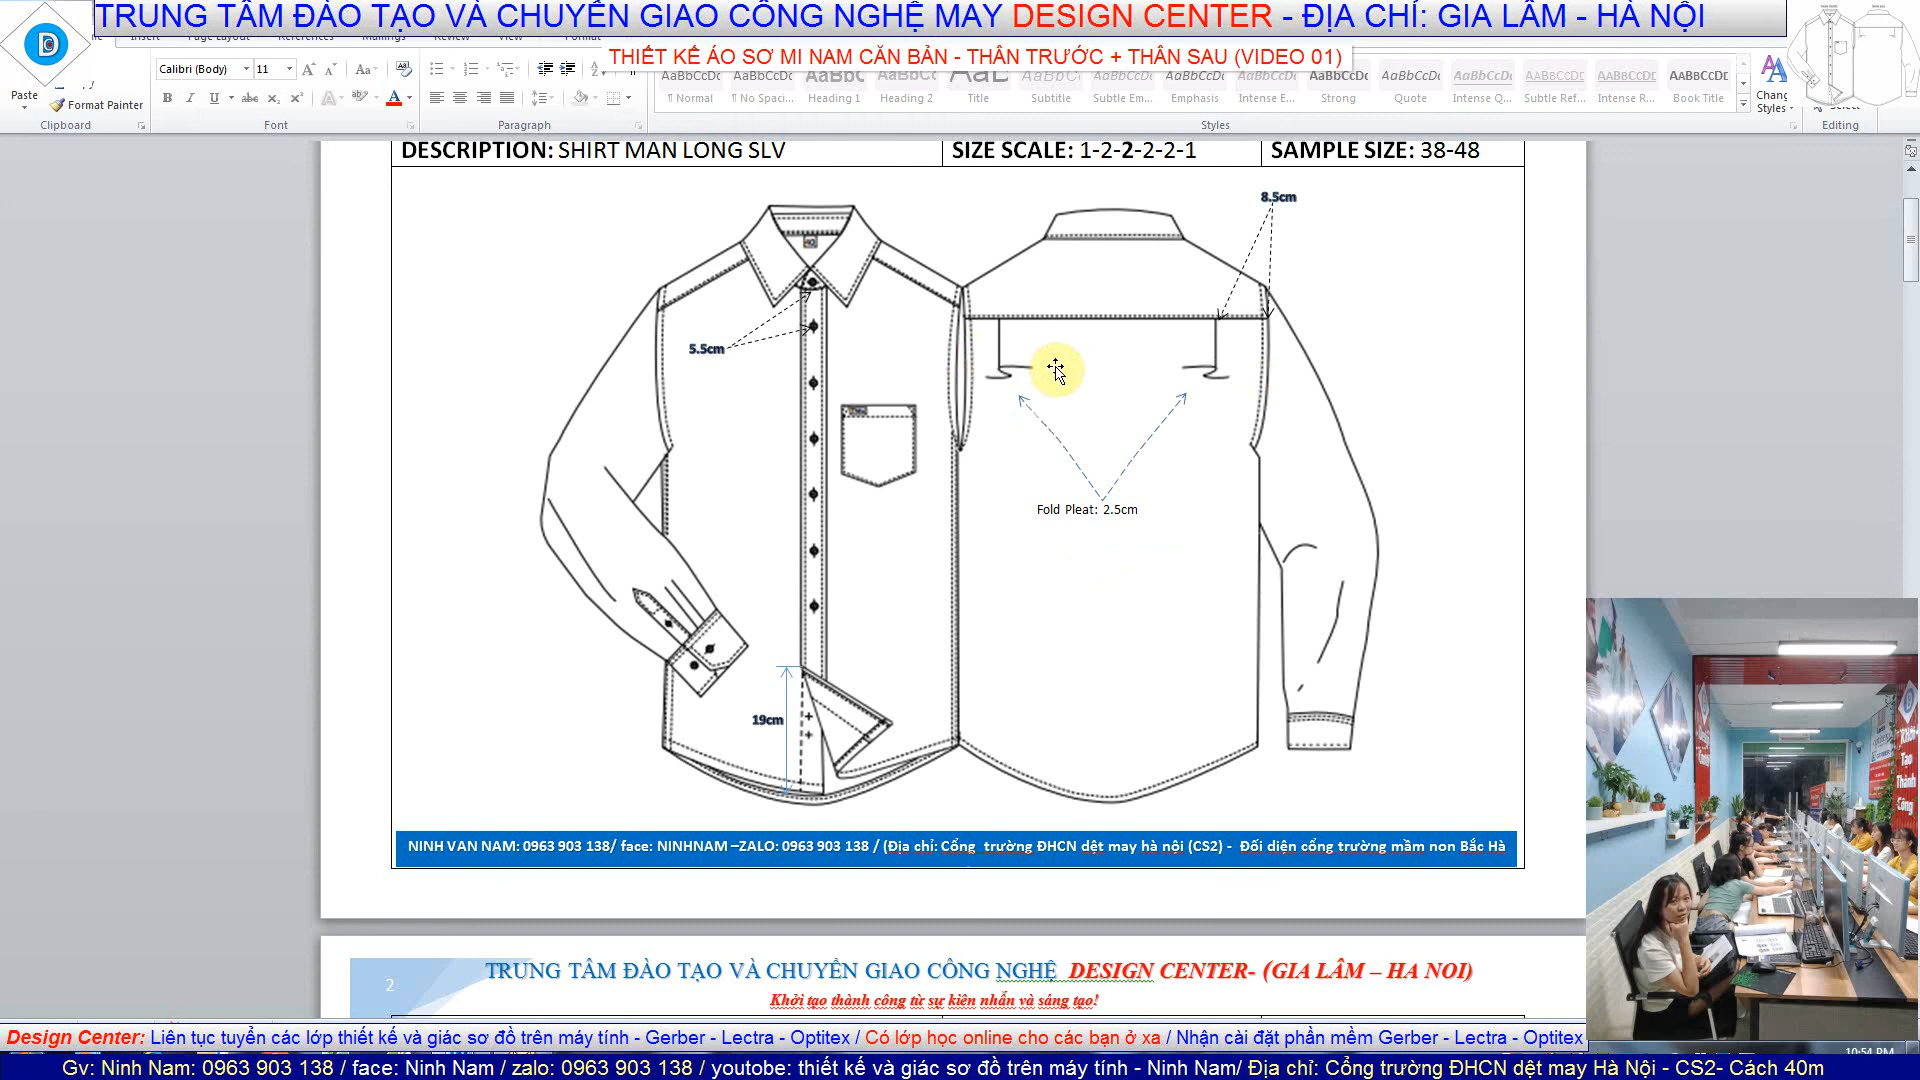 TRUNG TÂM ĐÀO TẠO VÀ CHUYỂN GIAO CÔNG NGHỆ MAY DESIGN CENTER - ĐỊA CHỈ: GIA LÂM - HÀ NỘI
THIẾT KẾ ÁO SƠ MI NAM CĂN BẢN - THÂN TRƯỚC + THÂN SAU (VIDEO 01)
Paste
Format Painter
Calibri (Body)
11
¶ Normal
¶ No Spaci...
Heading 1
Heading 2
Title
Subtitle
Subtle Em...
Emphasis
Intense E...
Strong
Quote
Intense Q...
Subtle Ref...
Intense R...
Book Title
Styles
Clipboard
Font
Paragraph
Styles
Editing
DESCRIPTION: SHIRT MAN LONG SLV
SIZE SCALE: 1-2-2-2-2-1
SAMPLE SIZE: 38-48
8.5cm
40
5.5cm
Fold Pleat: 2.5cm
19cm
NINH VAN NAM: 0963 903 138/ face: NINHNAM –ZALO: 0963 903 138 / (Địa chỉ: Cổng trường ĐHCN dệt may hà nội (CS2) - Đối diện cổng trường mầm non Bắc Hà
2
TRUNG TÂM ĐÀO TẠO VÀ CHUYỂN GIAO CÔNG NGHỆ DESIGN CENTER- (GIA LÂM – HA NOI)
Khởi tạo thành công từ sự kiên nhẫn và sáng tạo!
Design Center: Liên tục tuyển các lớp thiết kế và giác sơ đồ trên máy tính - Gerber - Lectra - Optitex / Có lớp học online cho các bạn ở xa / Nhận cài đặt phần mềm Gerber - Lectra - Optitex
10:54 PM
Gv: Ninh Nam: 0963 903 138 / face: Ninh Nam / zalo: 0963 903 138 / youtobe: thiết kế và giác sơ đồ trên máy tính - Ninh Nam/ Địa chỉ: Cổng trường ĐHCN dệt may Hà Nội - CS2- Cách 40m